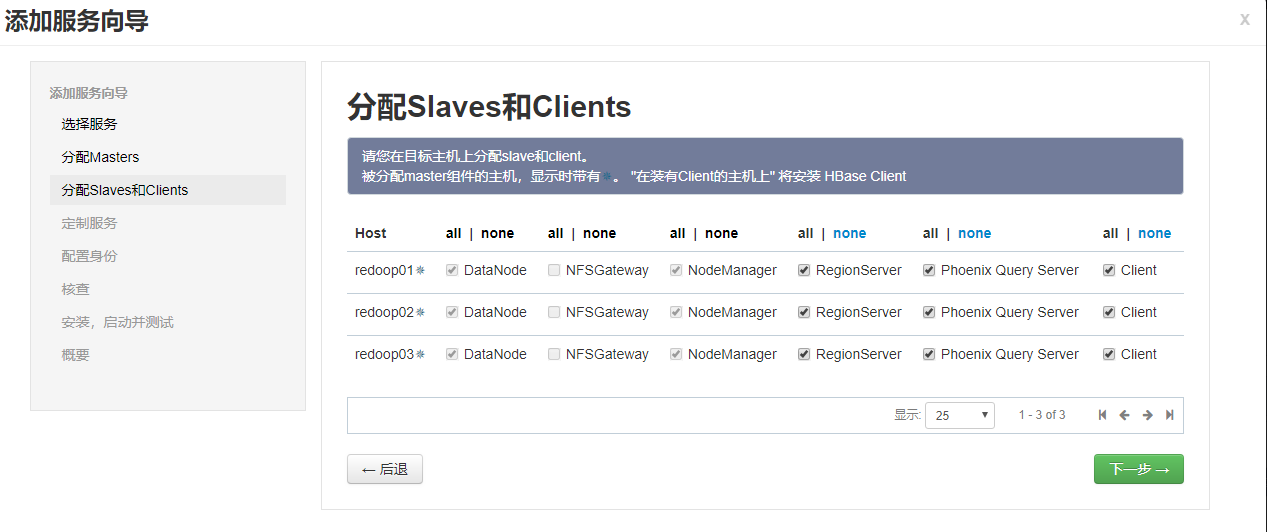 添加服务向导
x
添加服务向导
选择服务
分配Masters
分配Slaves和Clients
定制服务
配置身份
核查
安装，启动并测试
概要
分配Slaves和Clients
请您在目标主机上分配slave和client。
被分配master组件的主机，显示时带有✵。 "在装有Client的主机上" 将安装 HBase Client
Host all | none all | none all | none all | none all | none all | none
redoop01✵ DataNode NFSGateway NodeManager RegionServer Phoenix Query Server Client
redoop02✵ DataNode NFSGateway NodeManager RegionServer Phoenix Query Server Client
redoop03✵ DataNode NFSGateway NodeManager RegionServer Phoenix Query Server Client
显示: 25 1 - 3 of 3
← 后退 下一步 →